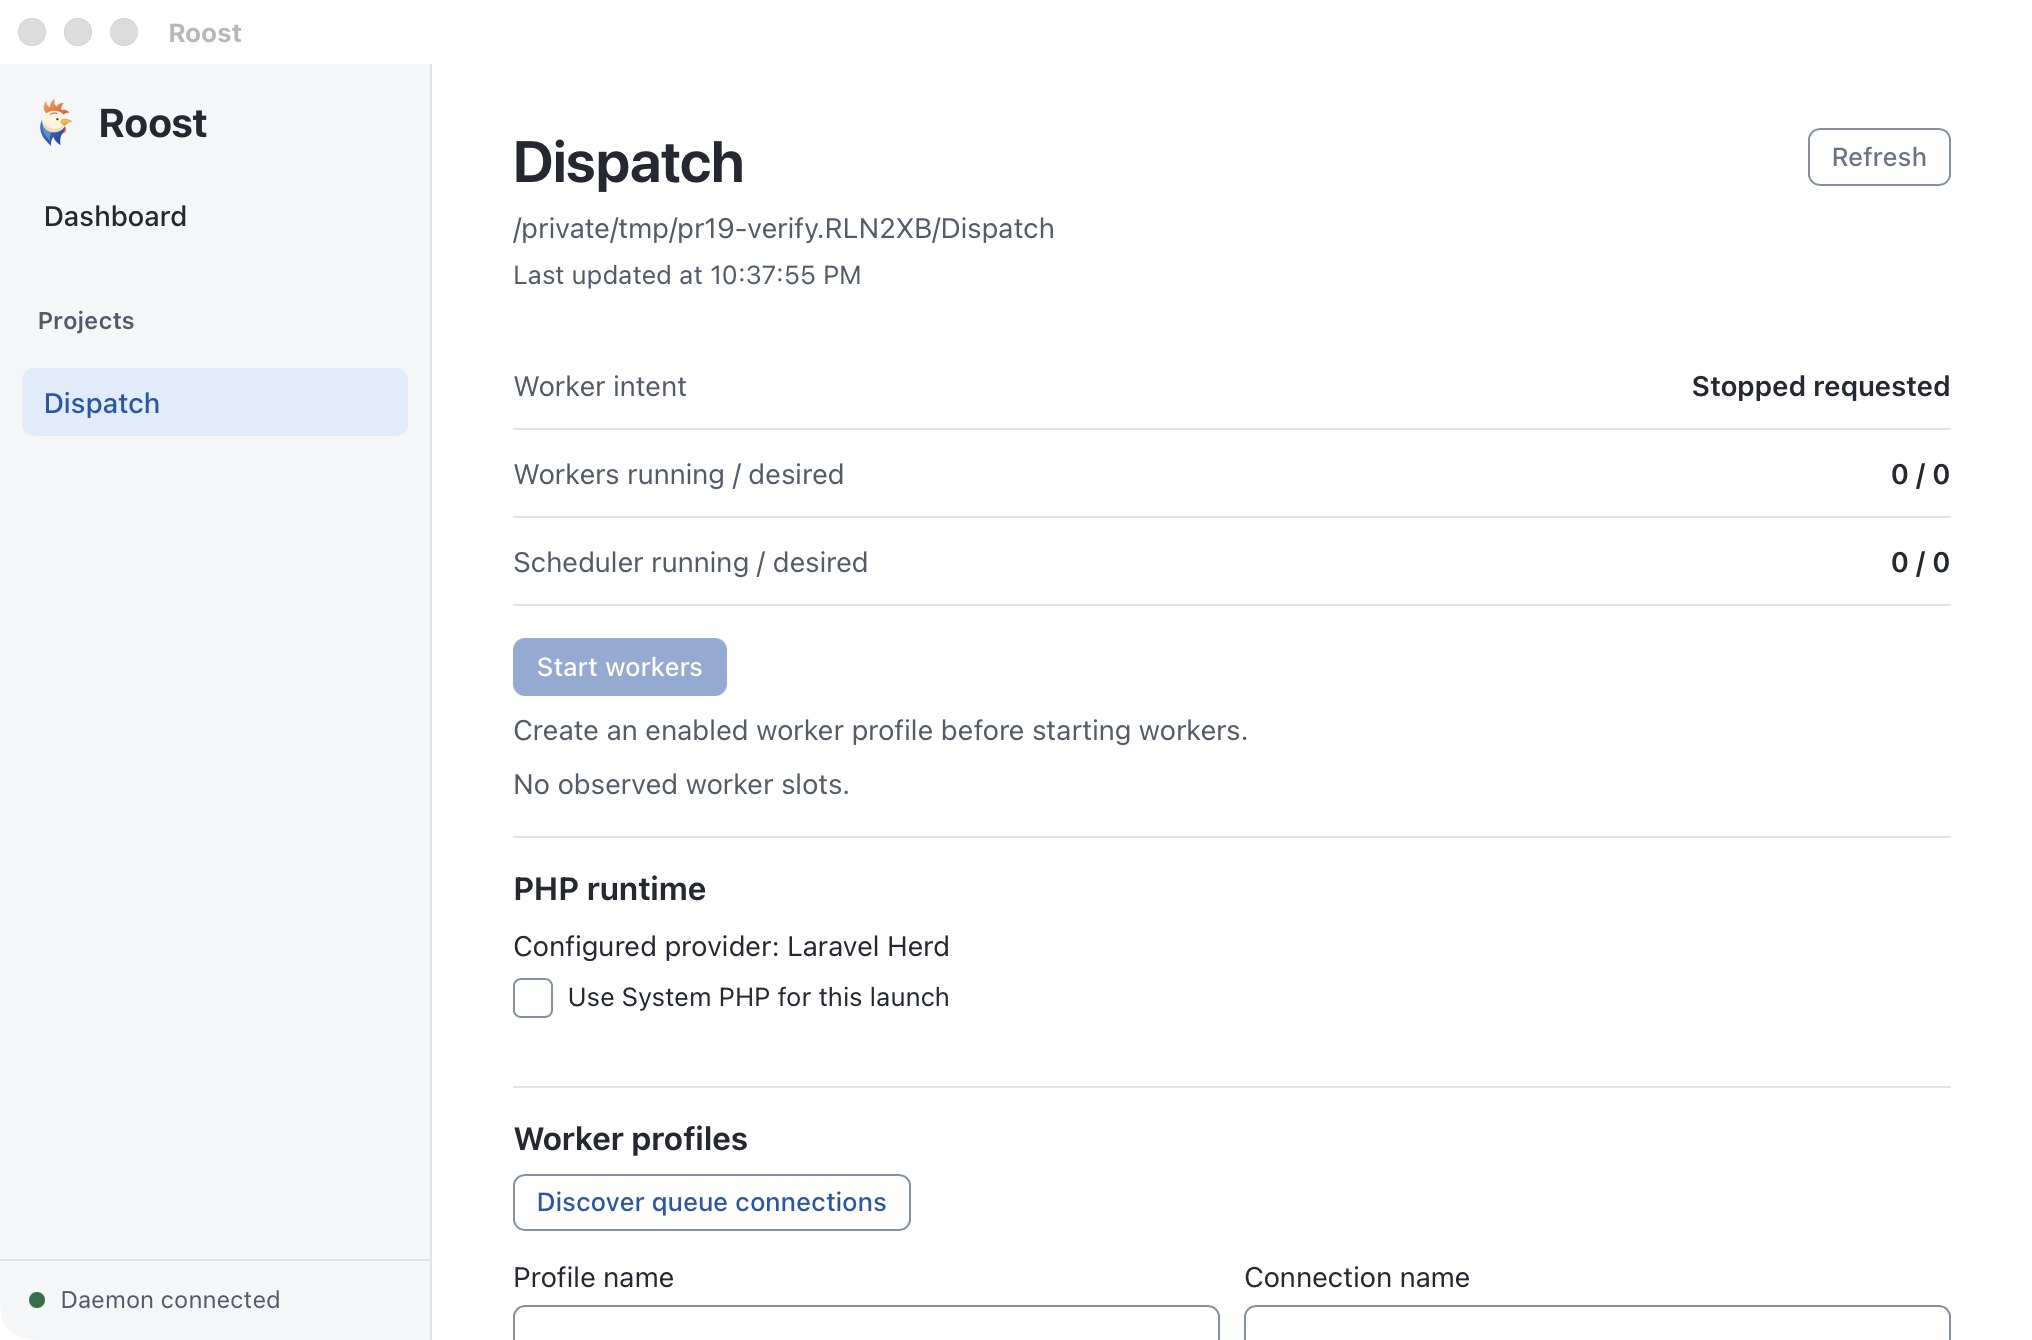 Roost
Roost
Dashboard
Projects
Dispatch
Daemon connected
Dispatch
Refresh
/private/tmp/pr19-verify.RLN2XB/Dispatch
Last updated at 10:37:55 PM
Worker intent Stopped requested
Workers running / desired 0 / 0
Scheduler running / desired 0 / 0
Start workers
Create an enabled worker profile before starting workers.
No observed worker slots.
PHP runtime
Configured provider: Laravel Herd
Use System PHP for this launch
Worker profiles
Discover queue connections
Profile name Connection name